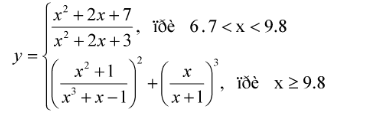 y = { (x² + 2x + 7) / (x² + 2x + 3), ïðè 6.7 < x < 9.8
((x² + 1) / (x³ + x − 1))² + (x / (x + 1))³, ïðè x ≥ 9.8